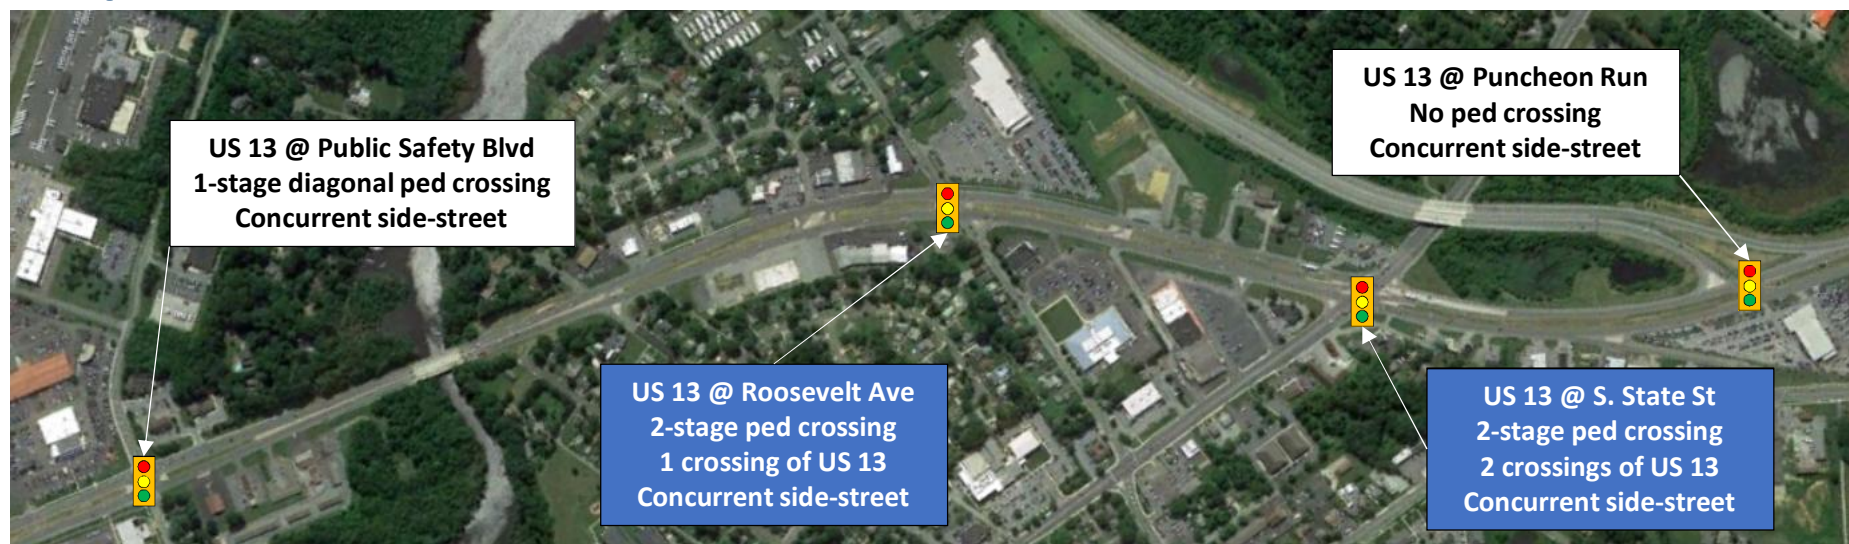 US 13 @ Public Safety Blvd
1-stage diagonal ped crossing
Concurrent side-street
US 13 @ Roosevelt Ave
2-stage ped crossing
1 crossing of US 13
Concurrent side-street
US 13 @ Puncheon Run
No ped crossing
Concurrent side-street
US 13 @ S. State St
2-stage ped crossing
2 crossings of US 13
Concurrent side-street